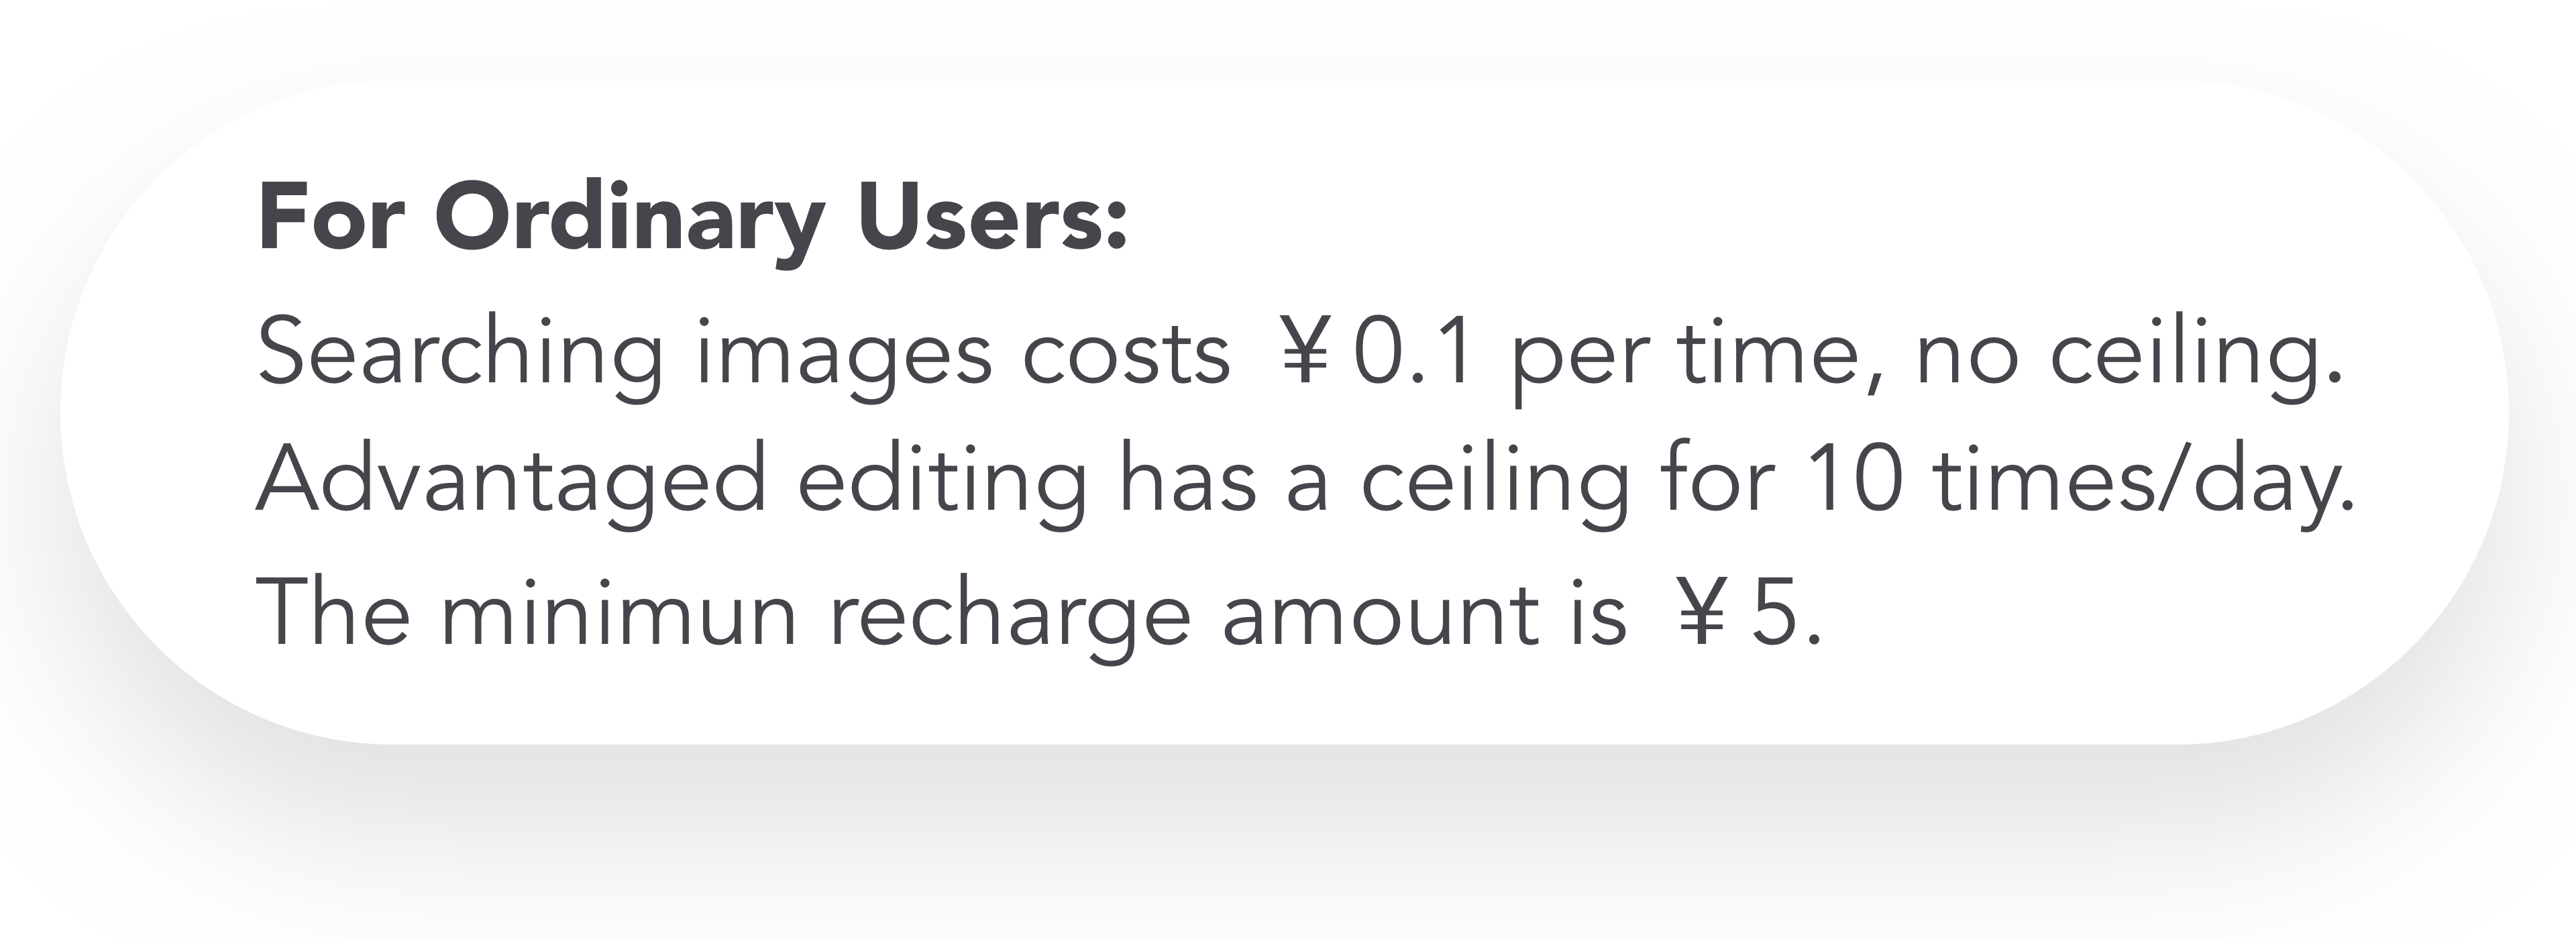 For Ordinary Users:
Searching images costs ¥ 0.1 per time, no ceiling.
Advantaged editing has a ceiling for 10 times/day.
The minimun recharge amount is ¥ 5.